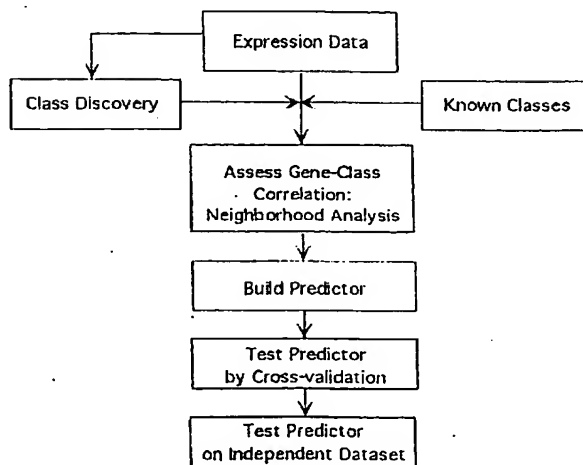 Expression Data
Class Discovery
Known Classes
Assess Gene-Class
Correlation:
Neighborhood Analysis
Build Predictor
Test Predictor
by Cross-validation
Test Predictor
on Independent Dataset